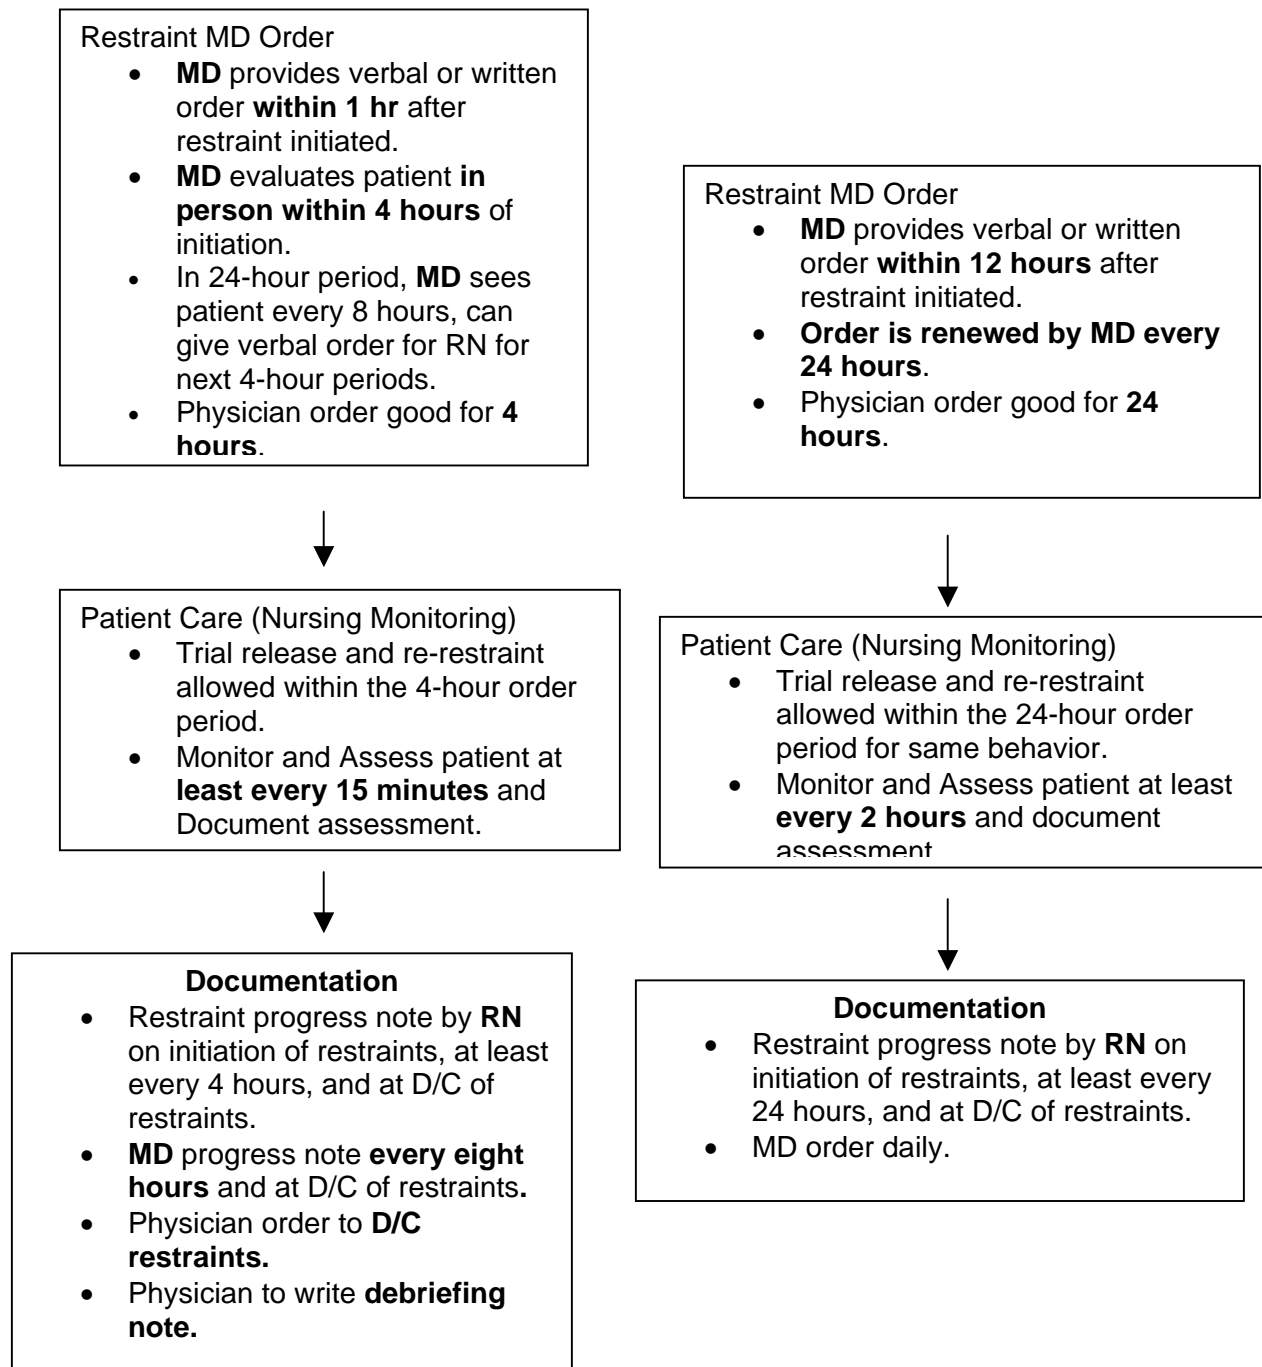 Restraint MD Order
• MD provides verbal or written
order within 1 hr after
restraint initiated.
• MD evaluates patient in
person within 4 hours of
initiation.
• In 24-hour period, MD sees
patient every 8 hours, can
give verbal order for RN for
next 4-hour periods.
• Physician order good for 4
hours.
Patient Care (Nursing Monitoring)
• Trial release and re-restraint
allowed within the 4-hour order
period.
• Monitor and Assess patient at
least every 15 minutes and
Document assessment.
Documentation
• Restraint progress note by RN
on initiation of restraints, at least
every 4 hours, and at D/C of
restraints.
• MD progress note every eight
hours and at D/C of restraints.
• Physician order to D/C
restraints.
• Physician to write debriefing
note.
Restraint MD Order
• MD provides verbal or written
order within 12 hours after
restraint initiated.
• Order is renewed by MD every
24 hours.
• Physician order good for 24
hours.
Patient Care (Nursing Monitoring)
• Trial release and re-restraint
allowed within the 24-hour order
period for same behavior.
• Monitor and Assess patient at least
every 2 hours and document
assessment
Documentation
• Restraint progress note by RN on
initiation of restraints, at least every
24 hours, and at D/C of restraints.
• MD order daily.